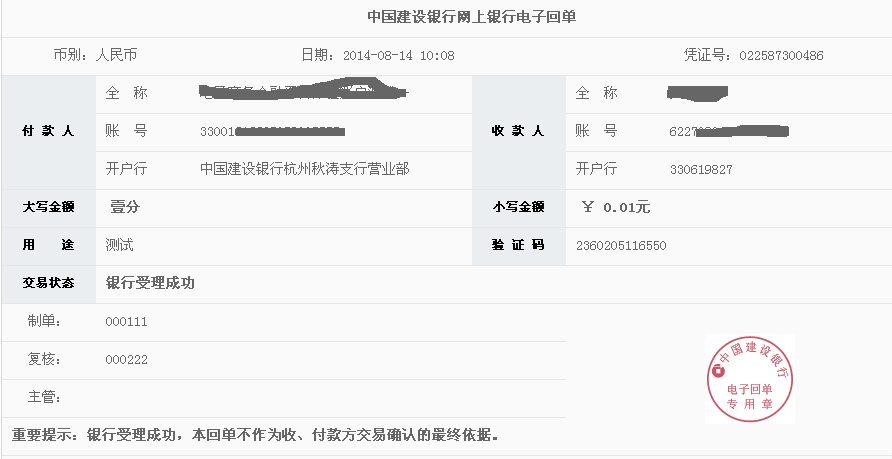 中国建设银行网上银行电子回单
币别: 人民币 日期: 2014-08-14 10:08 凭证号: 022587300486
付款人 全 称 收款人 全 称
账 号 33001 账 号 6227
开户行 中国建设银行杭州秋涛支行营业部 开户行 330619827
大写金额 壹分 小写金额 ￥ 0.01元
用 途 测试 验证码 2360205116550
交易状态 银行受理成功
制单: 000111
复核: 000222
主管:
中国建设银行
电子回单
专用章
重要提示: 银行受理成功, 本回单不作为收、付款方交易确认的最终依据。